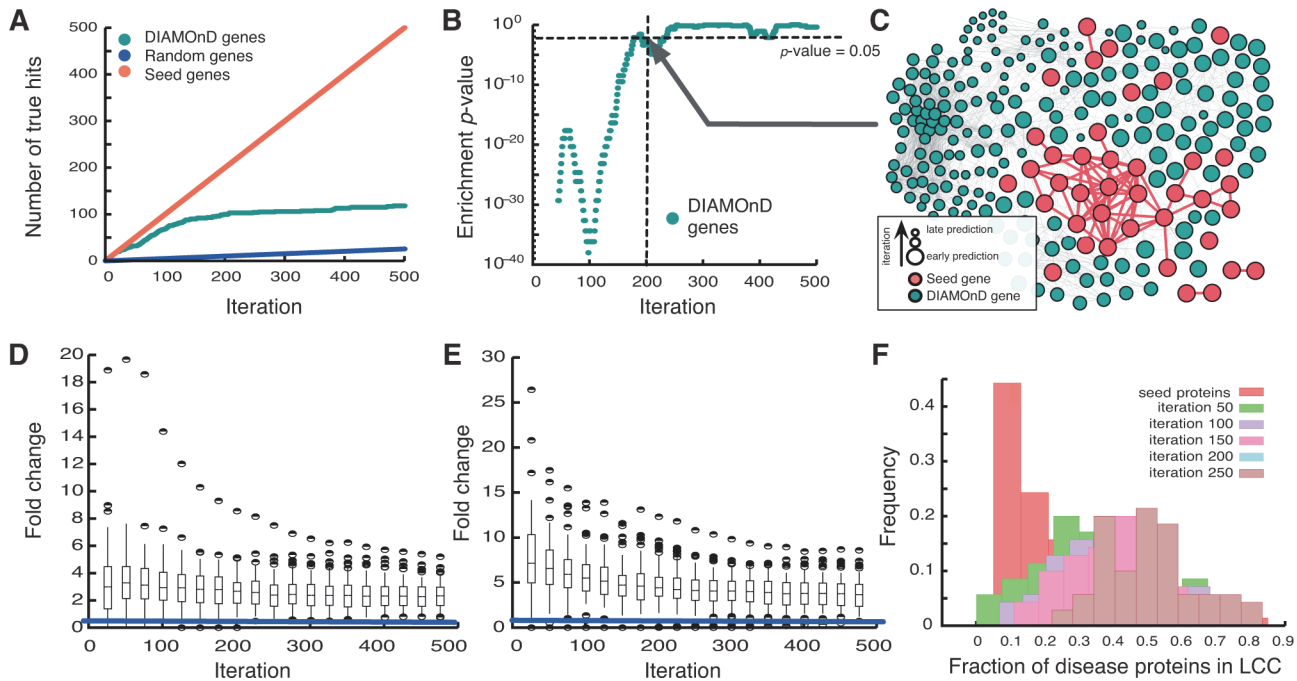 A
Number of true hits
500
400
300
200
100
0
DIAMOnD genes
Random genes
Seed genes
0 100 200 300 400 500
Iteration
B
Enrichment p-value
10⁰
10⁻¹⁰
10⁻²⁰
10⁻³⁰
10⁻⁴⁰
p-value = 0.05
DIAMOnD
genes
0 100 200 300 400 500
Iteration
C
iteration
late prediction
early prediction
Seed gene
DIAMOnD gene
D
Fold change
20
18
16
14
12
10
8
6
4
2
0
0 100 200 300 400 500
Iteration
E
Fold change
30
25
20
15
10
5
0
0 100 200 300 400 500
Iteration
F
Frequency
0.4
0.2
0.1
0
seed proteins
iteration 50
iteration 100
iteration 150
iteration 200
iteration 250
0 0.1 0.2 0.3 0.4 0.5 0.6 0.7 0.8 0.9
Fraction of disease proteins in LCC